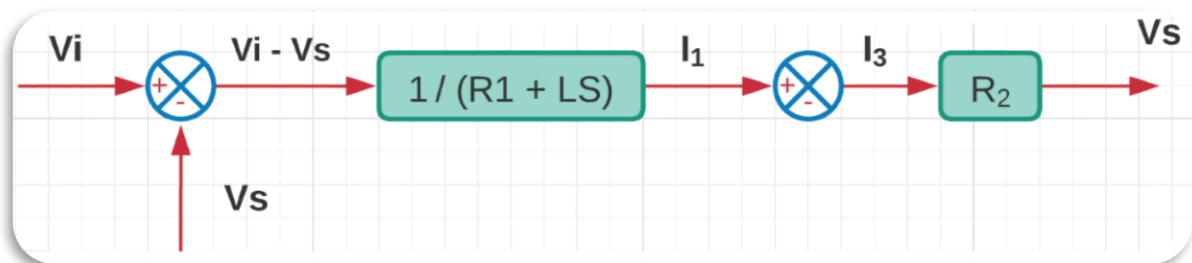 Vi
+
-
Vi - Vs
1 / (R1 + LS)
I₁
+
-
I₃
R₂
Vs
Vs